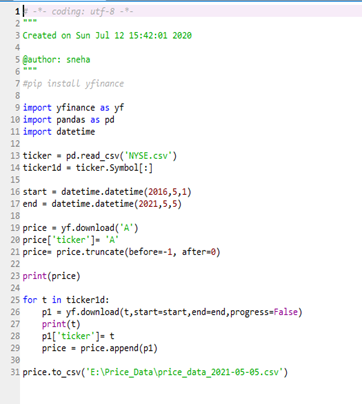 1 # -*- coding: utf-8 -*-
2 """
3 Created on Sun Jul 12 15:42:01 2020
4
5 @author: sneha
6 """
7 #pip install yfinance
8
9 import yfinance as yf
10 import pandas as pd
11 import datetime
12
13 ticker = pd.read_csv('NYSE.csv')
14 ticker1d = ticker.Symbol[:]
15
16 start = datetime.datetime(2016,5,1)
17 end = datetime.datetime(2021,5,5)
18
19 price = yf.download('A')
20 price['ticker']= 'A'
21 price= price.truncate(before=-1, after=0)
22
23 print(price)
24
25 for t in ticker1d:
26     p1 = yf.download(t,start=start,end=end,progress=False)
27     print(t)
28     p1['ticker']= t
29     price = price.append(p1)
30
31 price.to_csv('E:\Price_Data\price_data_2021-05-05.csv')